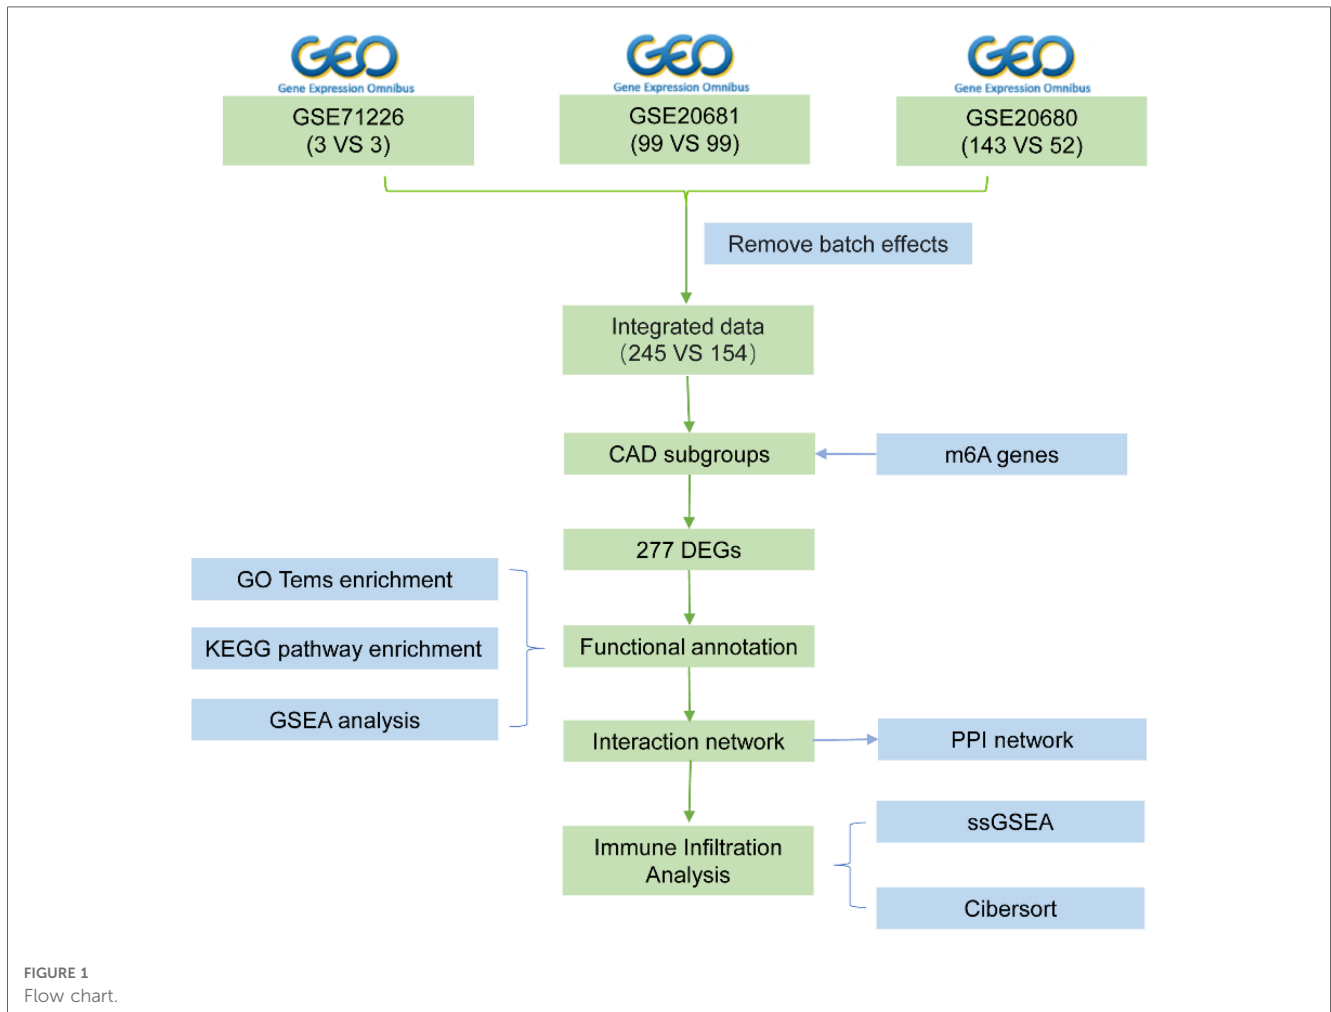 GEO
Gene Expression Omnibus
GSE71226
(3 VS 3)
GEO
Gene Expression Omnibus
GSE20681
(99 VS 99)
GEO
Gene Expression Omnibus
GSE20680
(143 VS 52)
Remove batch effects
Integrated data
(245 VS 154)
CAD subgroups
m6A genes
277 DEGs
GO Tems enrichment
KEGG pathway enrichment
GSEA analysis
Functional annotation
Interaction network
PPI network
Immune Infiltration
Analysis
ssGSEA
Cibersort
FIGURE 1
Flow chart.